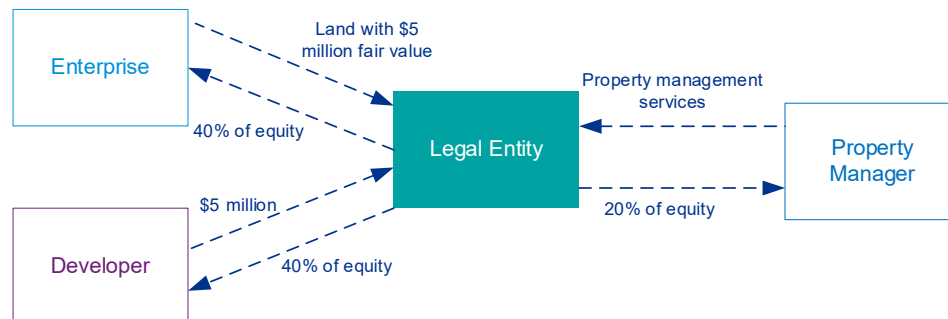 Enterprise
Land with $5
million fair value
40% of equity
Legal Entity
Property management
services
Property
Manager
20% of equity
$5 million
Developer
40% of equity